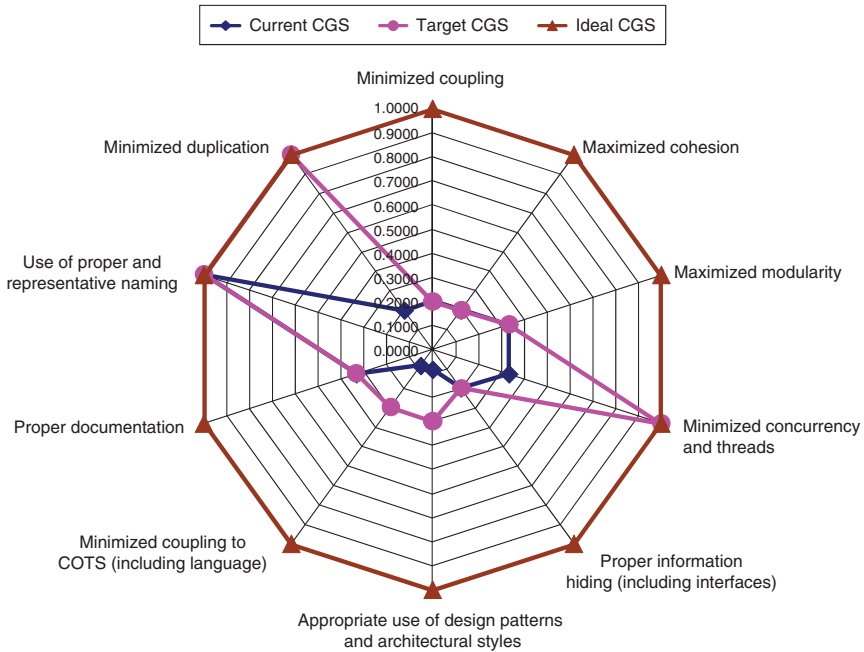 Current CGS
Target CGS
Ideal CGS
Minimized coupling
1.0000
0.9000
0.8000
0.7000
0.6000
0.5000
0.4000
0.3000
0.2000
0.1000
0.0000
Minimized duplication
Maximized cohesion
Use of proper and
representative naming
Maximized modularity
Proper documentation
Minimized concurrency
and threads
Minimized coupling to
COTS (including language)
Proper information
hiding (including interfaces)
Appropriate use of design patterns
and architectural styles